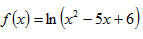 f(x) = ln (x² − 5x + 6)